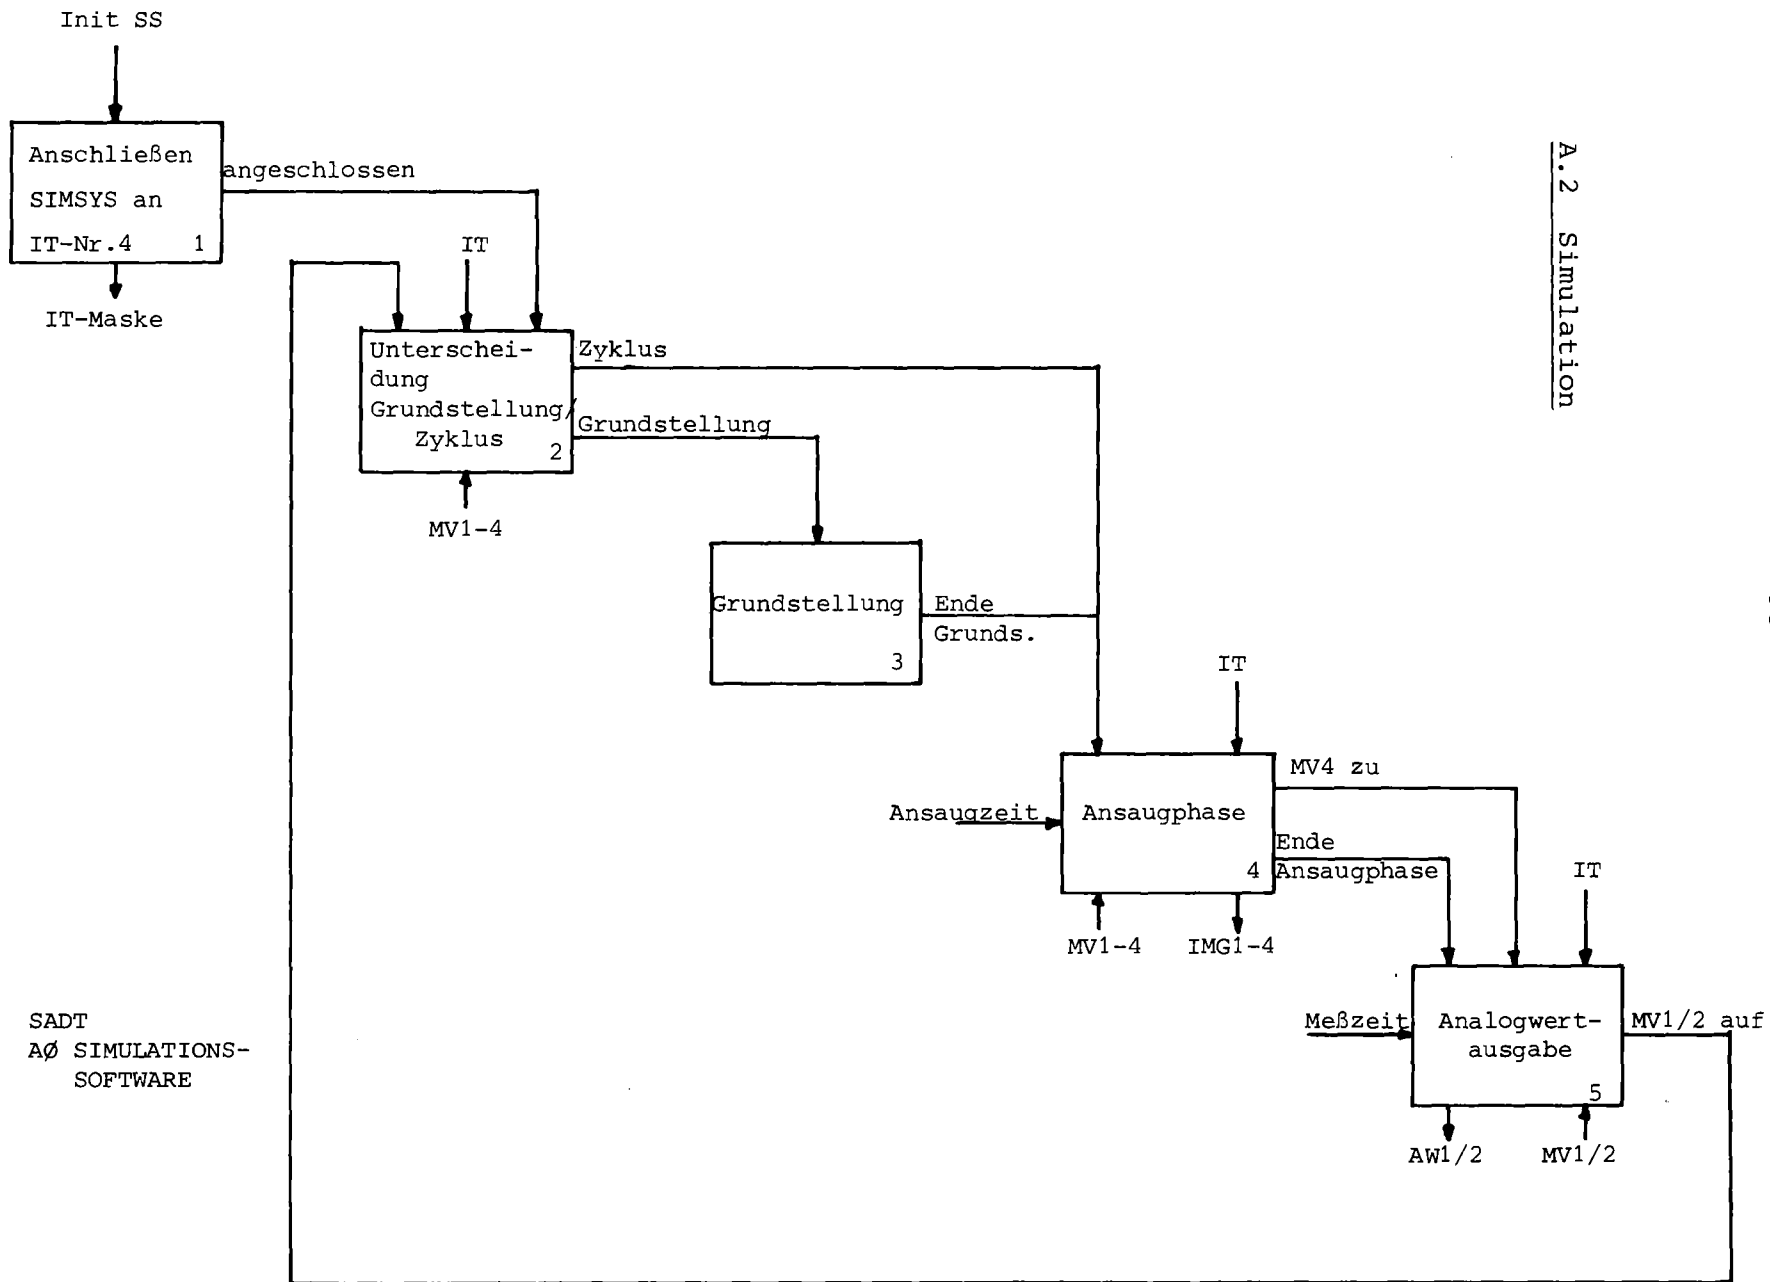 Init SS
Anschließen
SIMSYS an
IT-Nr.4 1
angeschlossen
IT-Maske
IT
A.2 Simulation
Unterschei-
dung
Grundstellung/
Zyklus
2
Zyklus
Grundstellung
MV1-4
Grundstellung
3
Ende
Grunds.
IT
Ansaugzeit
Ansaugphase
4
MV4 zu
Ende
Ansaugphase
MV1-4
IMG1-4
IT
Meßzeit
Analogwert-
ausgabe
5
MV1/2 auf
AW1/2
MV1/2
SADT
AØ SIMULATIONS-
SOFTWARE